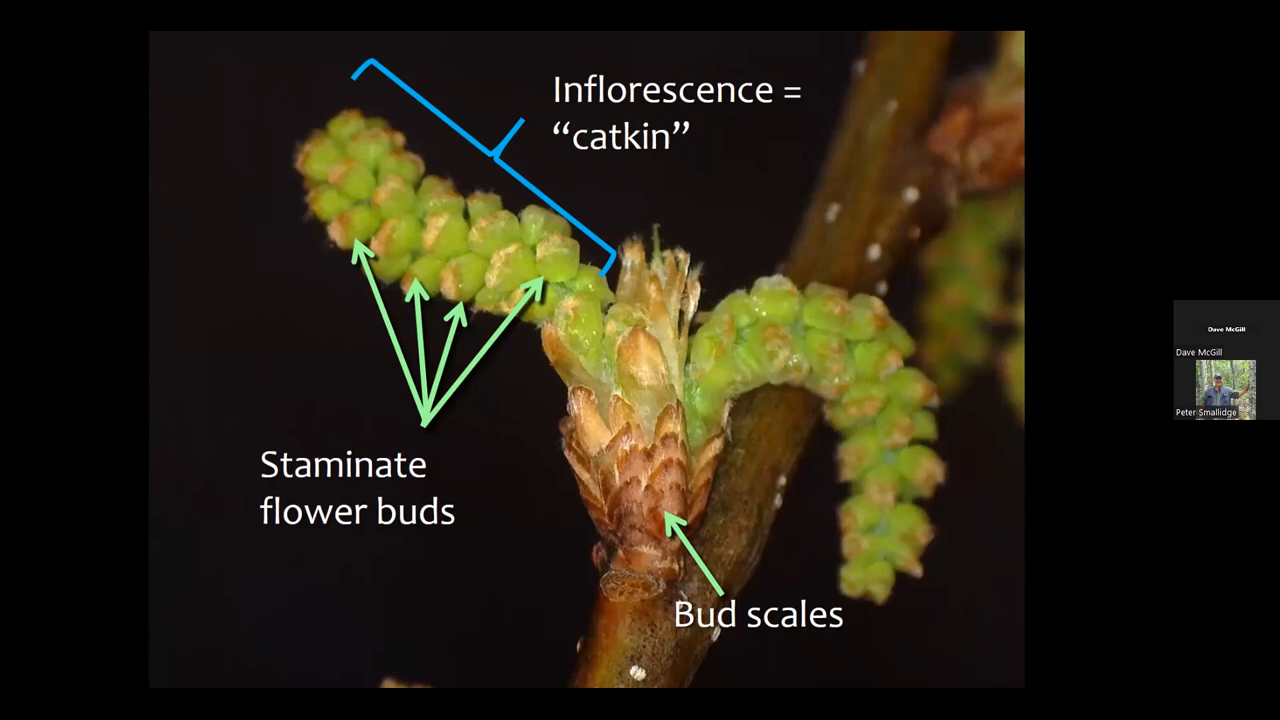 Inflorescence =
“catkin”
Staminate
flower buds
Bud scales
Dave McGill
Dave McGill
Peter Smallidge